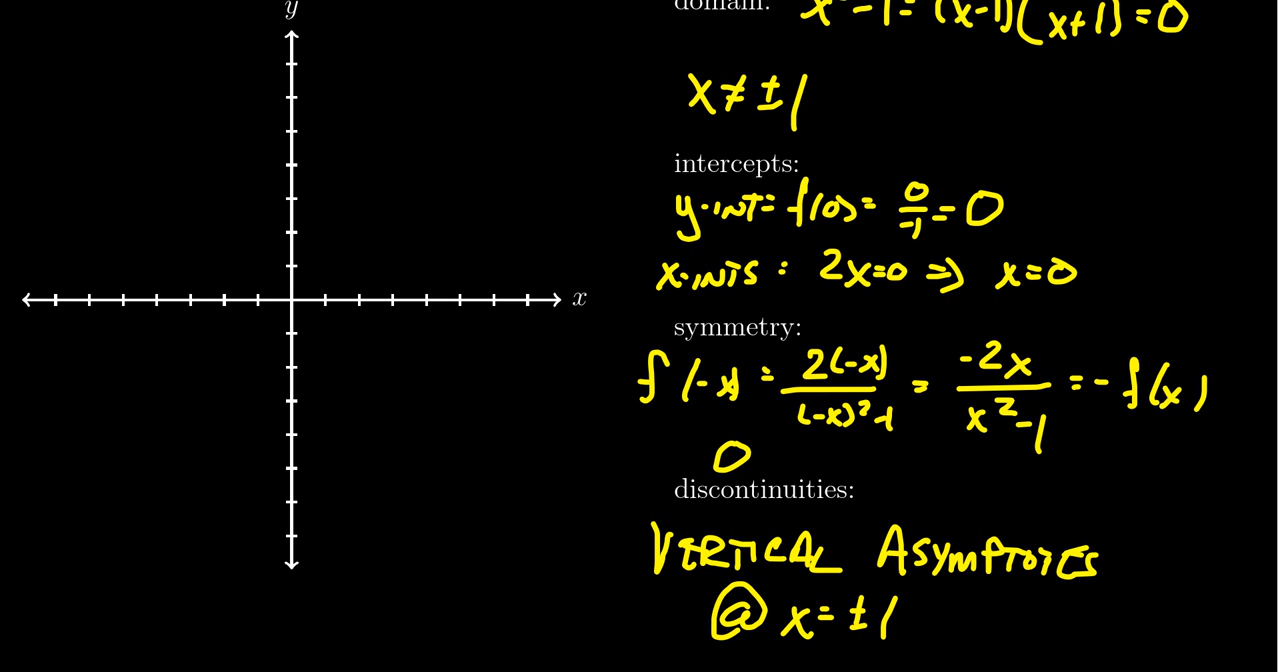 y
domain: x²-1 = (x-1)(x+1) = 0
x ≠ ±1
intercepts:
y-int = f(0) = 0/-1 = 0
x-ints : 2x=0 ⇒ x=0
x
symmetry:
f(-x) = 2(-x)/(-x)²-1 = -2x/x²-1 = -f(x)
0
discontinuities:
VERTICAL ASYMPTOTES
@ x = ±1